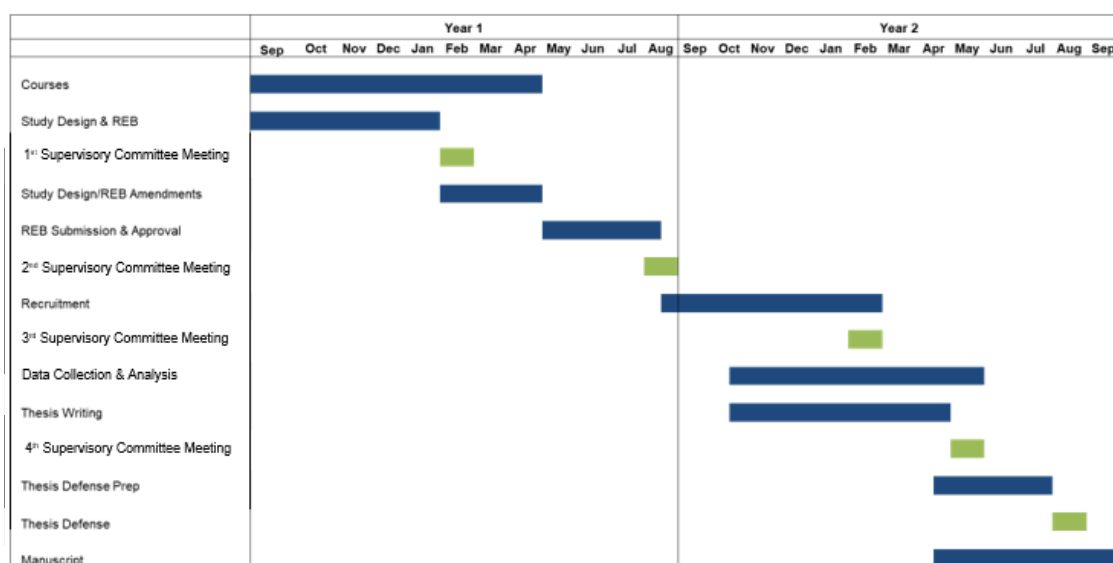 Year 1 Year 2
Sep Oct Nov Dec Jan Feb Mar Apr May Jun Jul Aug Sep Oct Nov Dec Jan Feb Mar Apr May Jun Jul Aug Sep
Courses
Study Design & REB
1st Supervisory Committee Meeting
Study Design/REB Amendments
REB Submission & Approval
2nd Supervisory Committee Meeting
Recruitment
3rd Supervisory Committee Meeting
Data Collection & Analysis
Thesis Writing
4th Supervisory Committee Meeting
Thesis Defense Prep
Thesis Defense
Manuscript